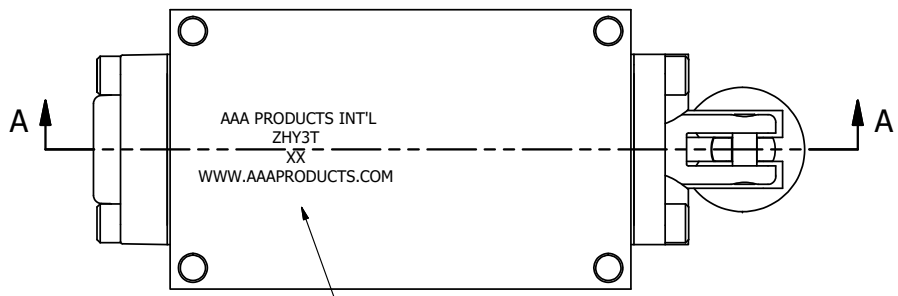 A
A
AAA PRODUCTS INT'L
ZHY3T
XX
WWW.AAAPRODUCTS.COM